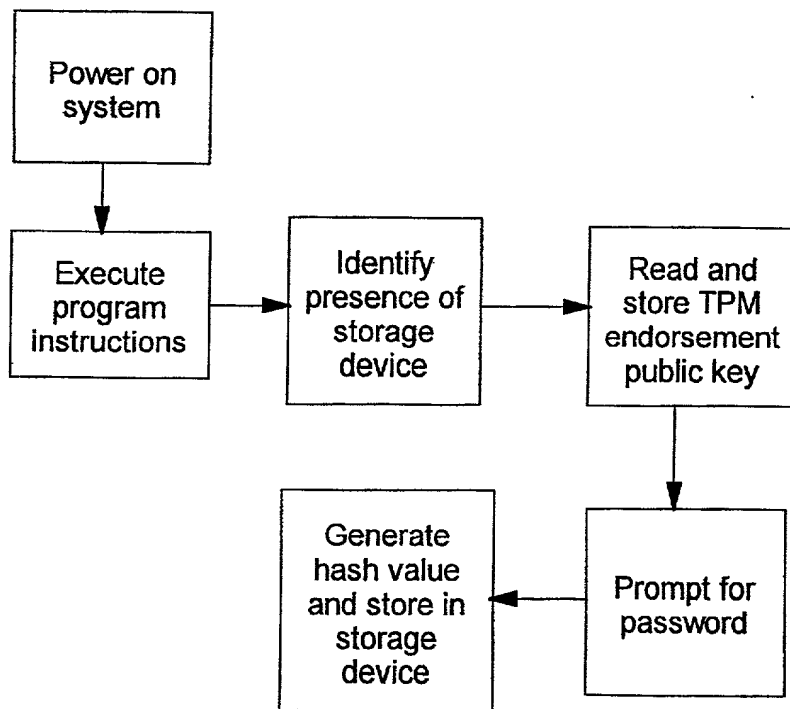 Power on
system
Execute
program
instructions
Identify
presence of
storage
device
Read and
store TPM
endorsement
public key
Prompt for
password
Generate
hash value
and store in
storage
device